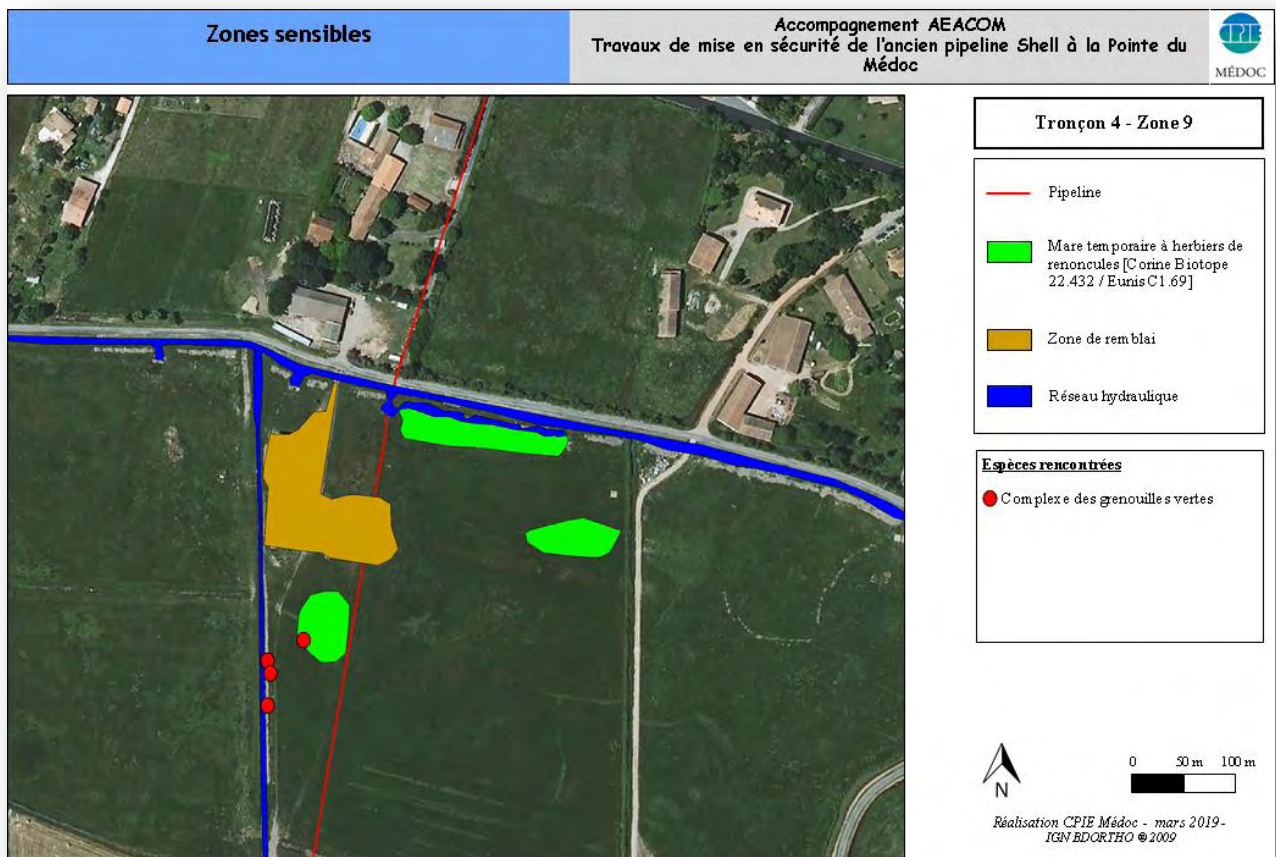 Zones sensibles
Accompagnement AEACOM
Travaux de mise en sécurité de l'ancien pipeline Shell à la Pointe du
Médoc
CPIE
MÉDOC
Tronçon 4 - Zone 9
Pipeline
Mare temporaire à herbiers de
renoncules [Corine Biotope
22.432 / Eunis C1.69]
Zone de remblai
Réseau hydraulique
Espèces rencontrées
Complexe des grenouilles vertes
N
0 50 m 100 m
Réalisation CPIE Médoc - mars 2019 -
IGN BDORTHO ® 2009